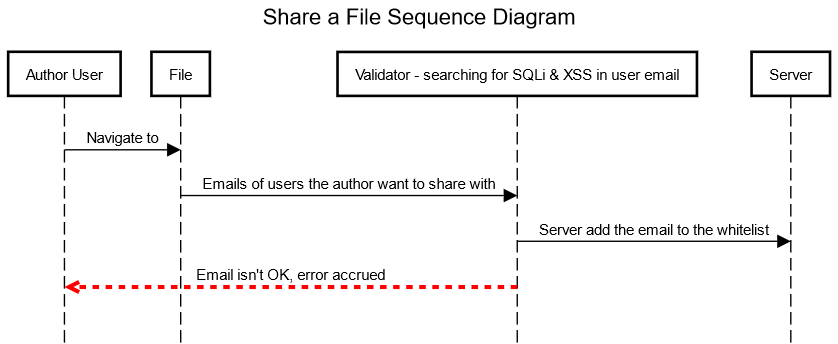 Share a File Sequence Diagram
Author User
File
Validator - searching for SQLi & XSS in user email
Server
Navigate to
Emails of users the author want to share with
Server add the email to the whitelist
Email isn't OK, error accrued